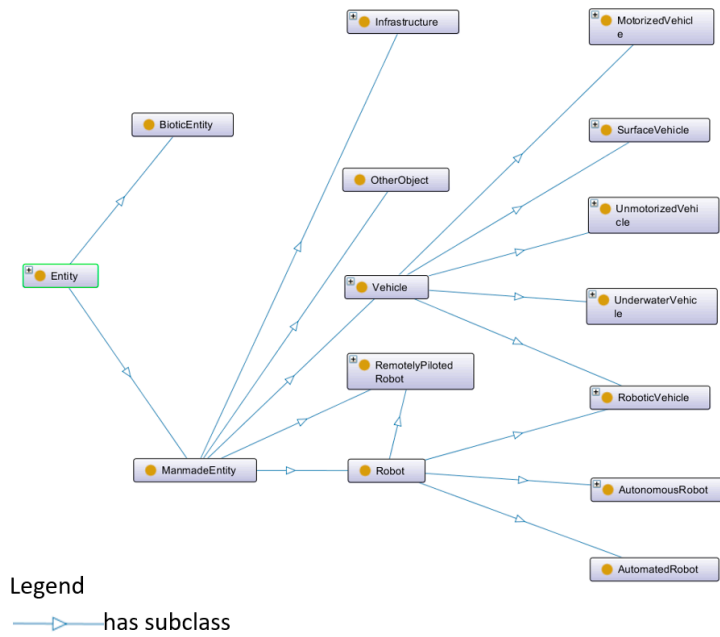 Infrastructure
MotorizedVehicl
e
BioticEntity
SurfaceVehicle
OtherObject
UnmotorizedVehi
cle
Entity
Vehicle
UnderwaterVehic
le
RemotelyPiloted
Robot
RoboticVehicle
ManmadeEntity
Robot
AutonomousRobot
AutomatedRobot
Legend
has subclass